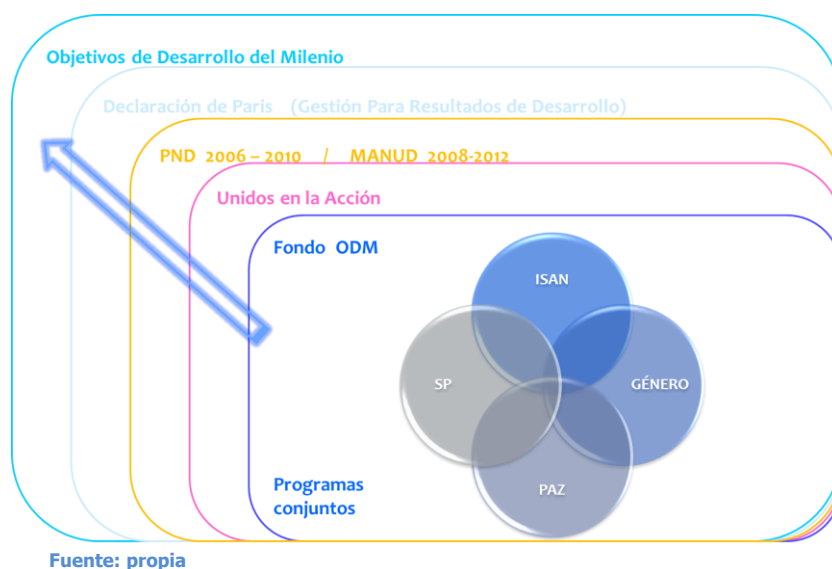 Objetivos de Desarrollo del Milenio
Declaración de Paris (Gestión Para Resultados de Desarrollo)
PND 2006 – 2010 / MANUD 2008-2012
Unidos en la Acción
Fondo ODM
ISAN
SP
GÉNERO
PAZ
Programas
conjuntos
Fuente: propia